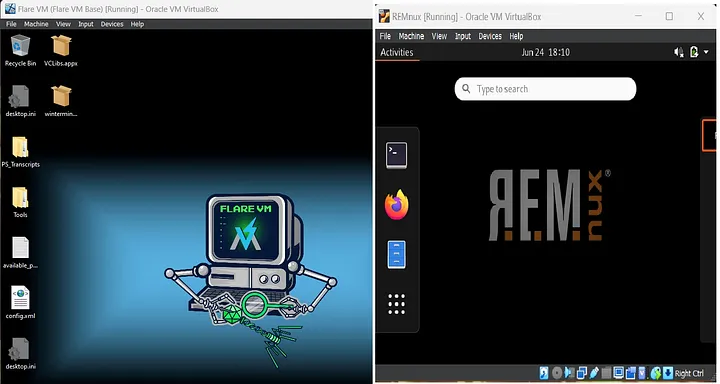 Flare VM (Flare VM Base) [Running] - Oracle VM VirtualBox
File Machine View Input Devices Help
Recycle Bin
VCLibs.appx
desktop.ini
wintermin...
PS_Transcripts
Tools
available_p...
config.xml
desktop.ini
FLARE VM
REMnux [Running] - Oracle VM VirtualBox
File Machine View Input Devices Help
Activities
Jun 24 18:10
Type to search
R.E.M.
nux®
Right Ctrl